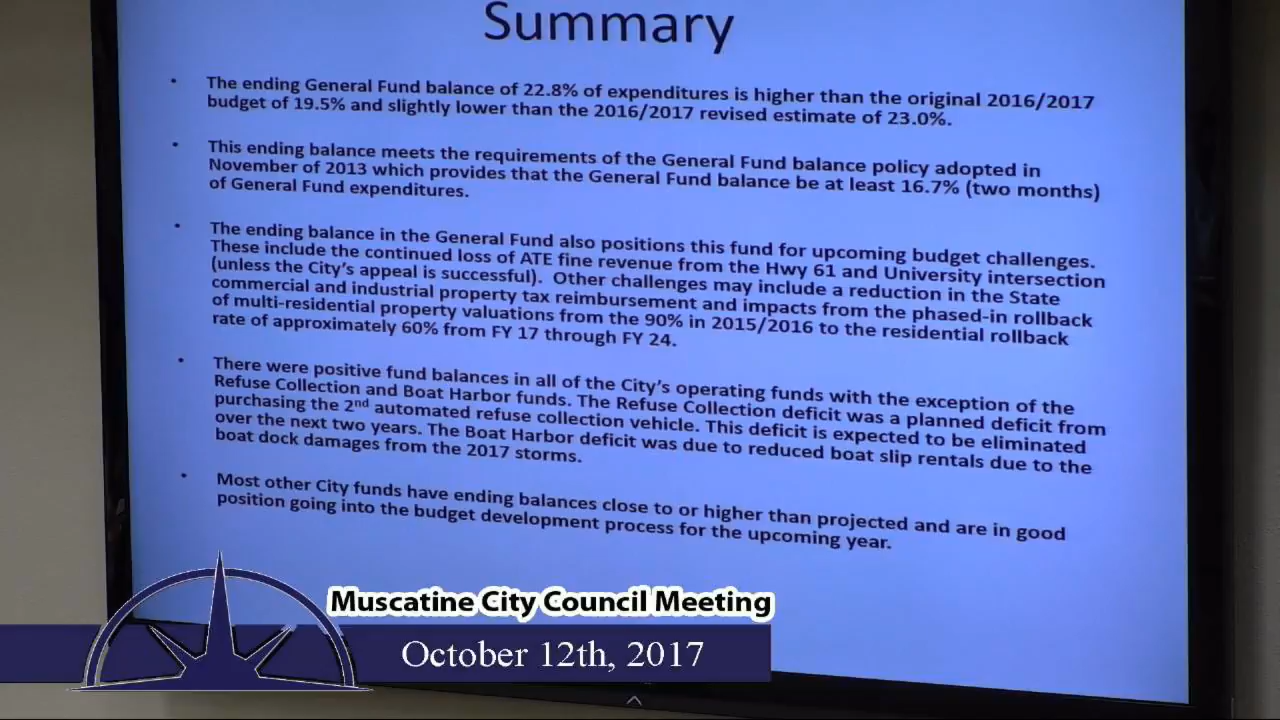 Summary
• The ending General Fund balance of 22.8% of expenditures is higher than the original 2016/2017
budget of 19.5% and slightly lower than the 2016/2017 revised estimate of 23.0%.
• This ending balance meets the requirements of the General Fund balance policy adopted in
November of 2013 which provides that the General Fund balance be at least 16.7% (two months)
of General Fund expenditures.
• The ending balance in the General Fund also positions this fund for upcoming budget challenges.
These include the continued loss of ATE fine revenue from the Hwy 61 and University intersection
(unless the City's appeal is successful). Other challenges may include a reduction in the State
commercial and industrial property tax reimbursement and impacts from the phased-in rollback
of multi-residential property valuations from the 90% in 2015/2016 to the residential rollback
rate of approximately 60% from FY 17 through FY 24.
• There were positive fund balances in all of the City's operating funds with the exception of the
Refuse Collection and Boat Harbor funds. The Refuse Collection deficit was a planned deficit from
purchasing the 2nd automated refuse collection vehicle. This deficit is expected to be eliminated
over the next two years. The Boat Harbor deficit was due to reduced boat slip rentals due to the
boat dock damages from the 2017 storms.
• Most other City funds have ending balances close to or higher than projected and are in good
position going into the budget development process for the upcoming year.
Muscatine City Council Meeting
October 12th, 2017